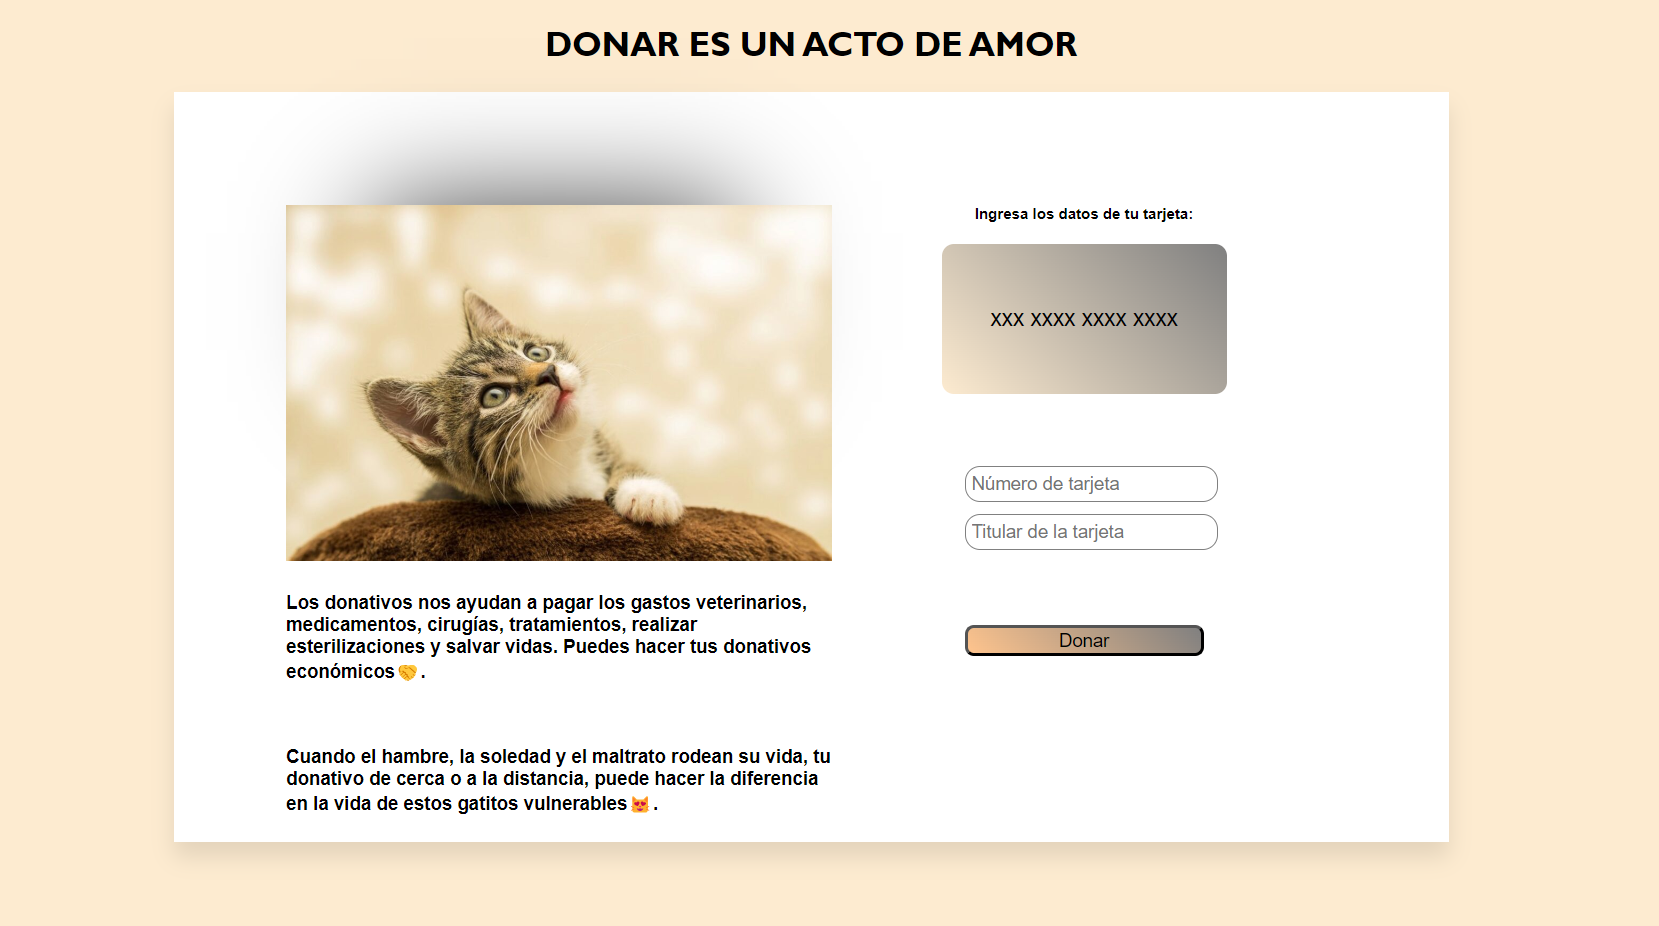 DONAR ES UN ACTO DE AMOR
Ingresa los datos de tu tarjeta:
XXX XXXX XXXX XXXX
Número de tarjeta
Titular de la tarjeta
Donar
Los donativos nos ayudan a pagar los gastos veterinarios,
medicamentos, cirugías, tratamientos, realizar
esterilizaciones y salvar vidas. Puedes hacer tus donativos
económicos🤝.
Cuando el hambre, la soledad y el maltrato rodean su vida, tu
donativo de cerca o a la distancia, puede hacer la diferencia
en la vida de estos gatitos vulnerables😻.